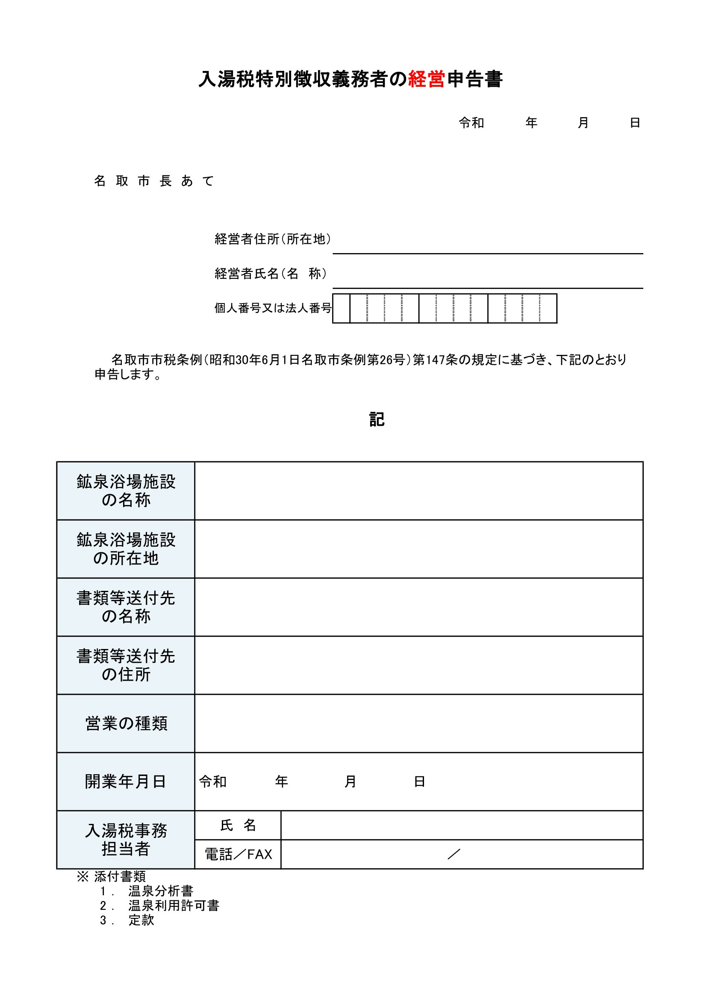 入湯税特別徴収義務者の経営申告書
令和　　　年　　　月　　　日
名 取 市 長 あ て
経営者住所（所在地）
経営者氏名（名　称）
個人番号又は法人番号
名取市市税条例（昭和30年6月1日名取市条例第26号）第147条の規定に基づき、下記のとおり
申告します。
記
鉱泉浴場施設
の名称
鉱泉浴場施設
の所在地
書類等送付先
の名称
書類等送付先
の住所
営業の種類
開業年月日　令和　　　年　　　月　　　日
入湯税事務
担当者
氏 名
電話／FAX　／
※ 添付書類
１． 温泉分析書
２． 温泉利用許可書
３． 定款